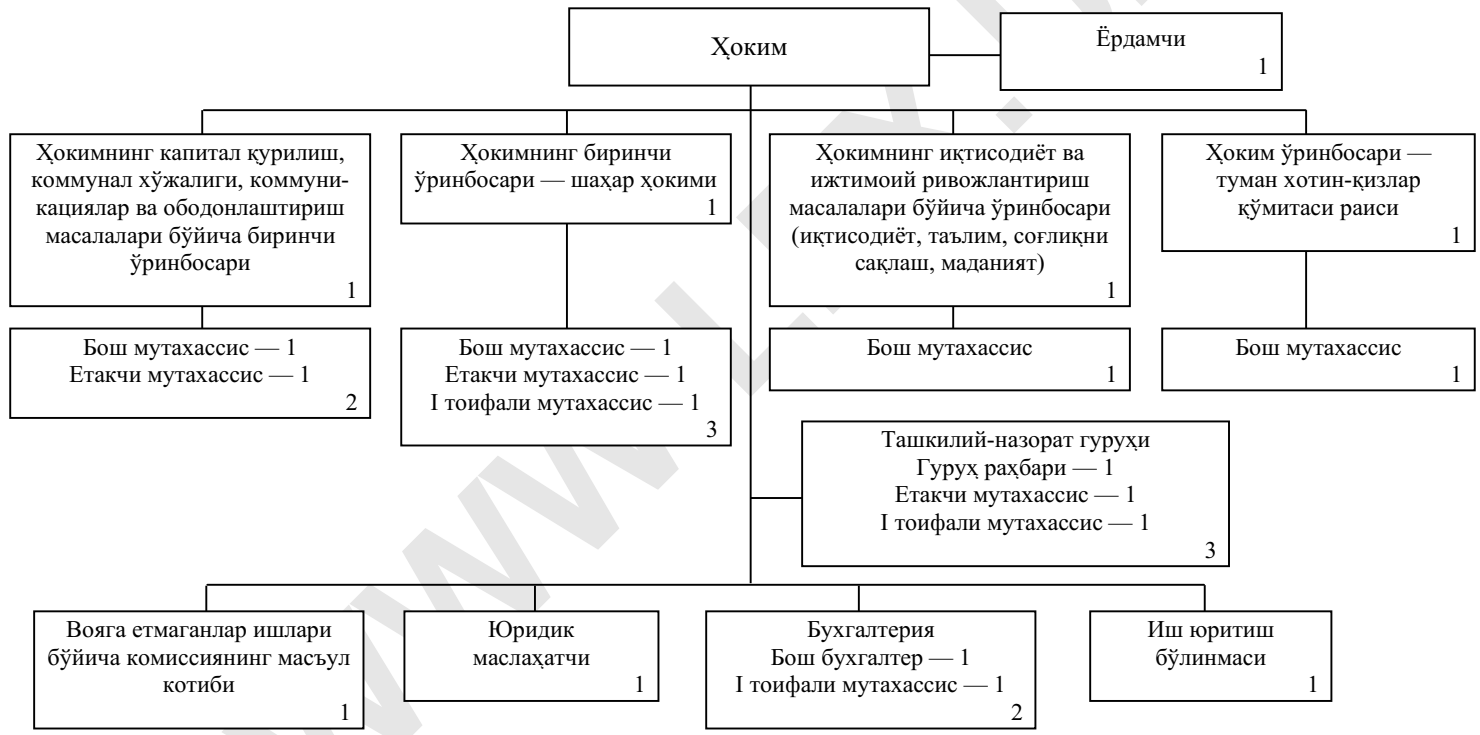 Ҳоким
Ёрдамчи
1
Ҳокимнинг капитал қурилиш,
коммунал хўжалиги, коммуни-
кациялар ва ободонлаштириш
масалалари бўйича биринчи
ўринбосари
1
Ҳокимнинг биринчи
ўринбосари — шаҳар ҳокими
1
Ҳокимнинг иқтисодиёт ва
ижтимоий ривожлантириш
масалалари бўйича ўринбосари
(иқтисодиёт, таълим, соғлиқни
сақлаш, маданият)
1
Ҳоким ўринбосари —
туман хотин-қизлар
қўмитаси раиси
1
Бош мутахассис — 1
Етакчи мутахассис — 1
2
Бош мутахассис — 1
Етакчи мутахассис — 1
I тоифали мутахассис — 1
3
Бош мутахассис
1
Бош мутахассис
1
Ташкилий-назорат гуруҳи
Гуруҳ раҳбари — 1
Етакчи мутахассис — 1
I тоифали мутахассис — 1
3
Вояга етмаганлар ишлари
бўйича комиссиянинг масъул
котиби
1
Юридик
маслаҳатчи
1
Бухгалтерия
Бош бухгалтер — 1
I тоифали мутахассис — 1
2
Иш юритиш
бўлинмаси
1